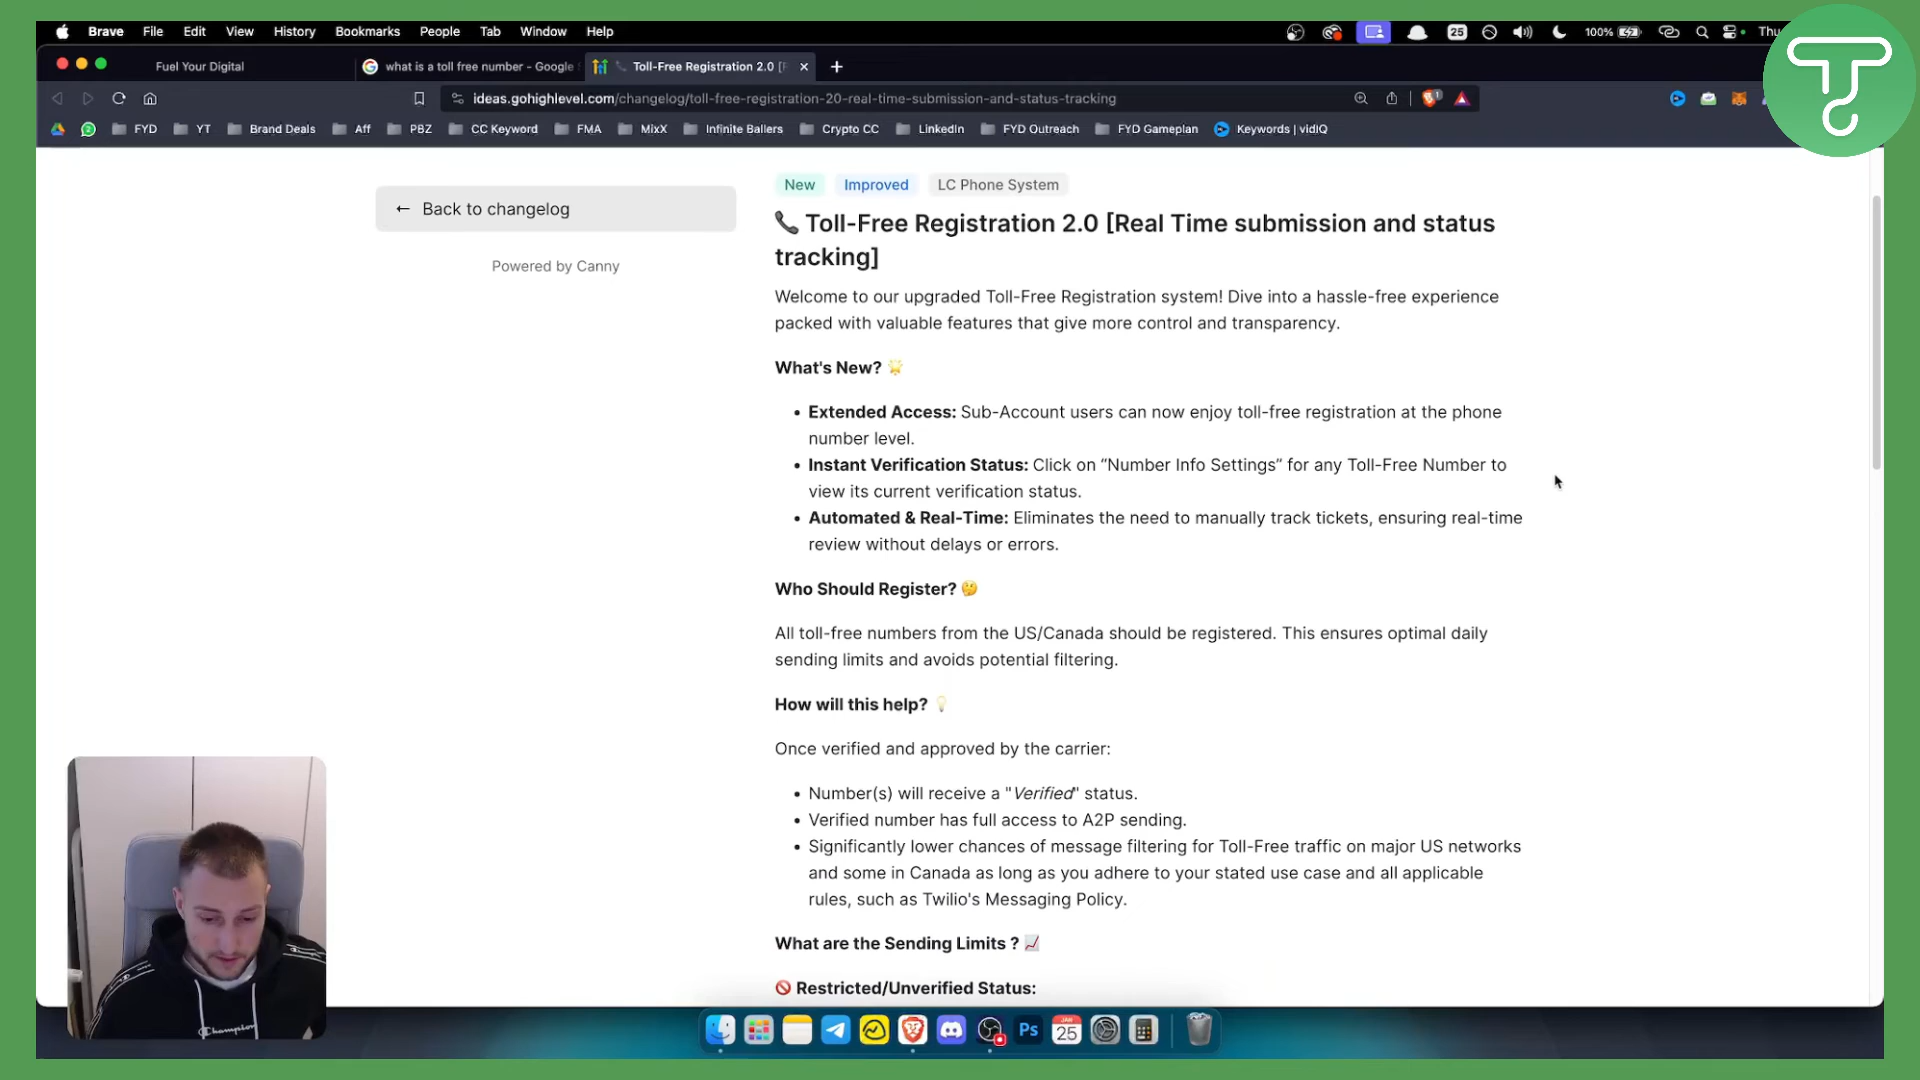 Brave File Edit View History Bookmarks People Tab Window Help 25 100% Thu
Fuel Your Digital what is a toll free number - Google Toll-Free Registration 2.0 [
ideas.gohighlevel.com/changelog/toll-free-registration-20-real-time-submission-and-status-tracking 1
2 FYD YT Brand Deals Aff PBZ CC Keyword FMA MixX Infinite Ballers Crypto CC LinkedIn FYD Outreach FYD Gameplan Keywords | vidIQ
← Back to changelog
Powered by Canny
New Improved LC Phone System
Toll-Free Registration 2.0 [Real Time submission and status
tracking]
Welcome to our upgraded Toll-Free Registration system! Dive into a hassle-free experience
packed with valuable features that give more control and transparency.
What's New?
• Extended Access: Sub-Account users can now enjoy toll-free registration at the phone
number level.
• Instant Verification Status: Click on “Number Info Settings” for any Toll-Free Number to
view its current verification status.
• Automated & Real-Time: Eliminates the need to manually track tickets, ensuring real-time
review without delays or errors.
Who Should Register?
All toll-free numbers from the US/Canada should be registered. This ensures optimal daily
sending limits and avoids potential filtering.
How will this help?
Once verified and approved by the carrier:
• Number(s) will receive a "Verified" status.
• Verified number has full access to A2P sending.
• Significantly lower chances of message filtering for Toll-Free traffic on major US networks
and some in Canada as long as you adhere to your stated use case and all applicable
rules, such as Twilio's Messaging Policy.
What are the Sending Limits ?
Restricted/Unverified Status:
Champion
Ps JAN 25